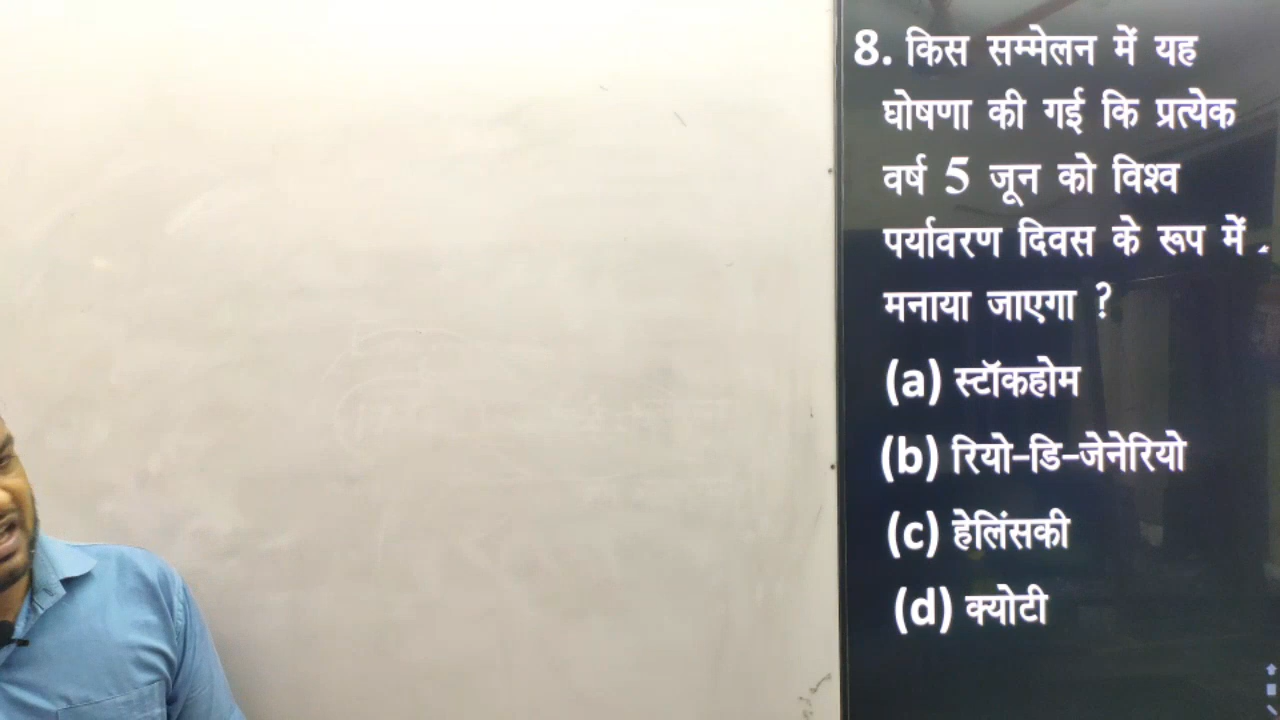 8. किस सम्मेलन में यह
घोषणा की गई कि प्रत्येक
वर्ष 5 जून को विश्व
पर्यावरण दिवस के रूप में
मनाया जाएगा ?
(a) स्टॉकहोम
(b) रियो-डि-जेनेरियो
(c) हेलिंसकी
(d) क्योटी